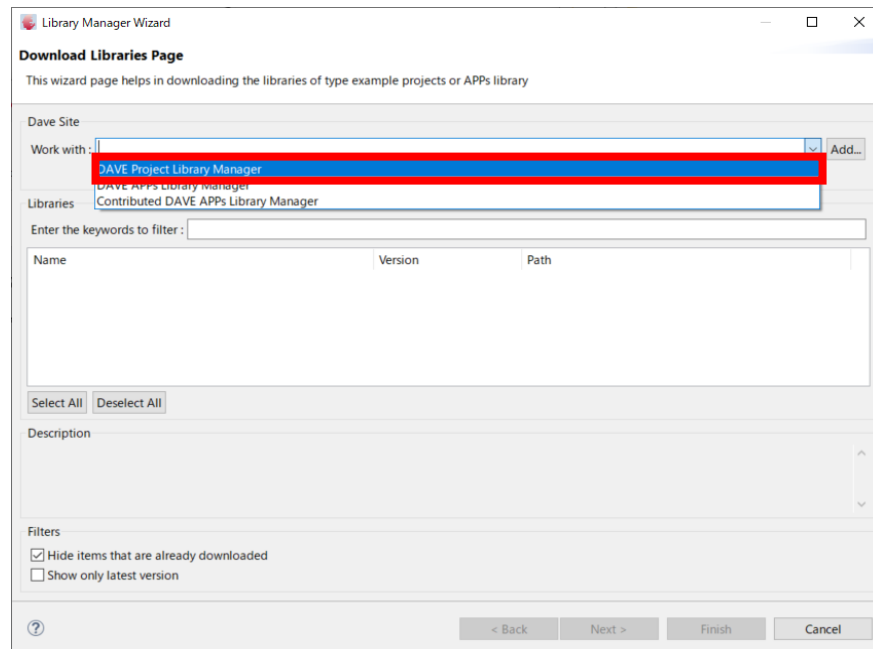 Library Manager Wizard
Download Libraries Page
This wizard page helps in downloading the libraries of type example projects or APPs library
Dave Site
Work with :
Add...
DAVE Project Library Manager
DAVE APPs Library Manager
Contributed DAVE APPs Library Manager
Libraries
Enter the keywords to filter :
Name Version Path
Select All Deselect All
Description
Filters
Hide items that are already downloaded
Show only latest version
? < Back Next > Finish Cancel